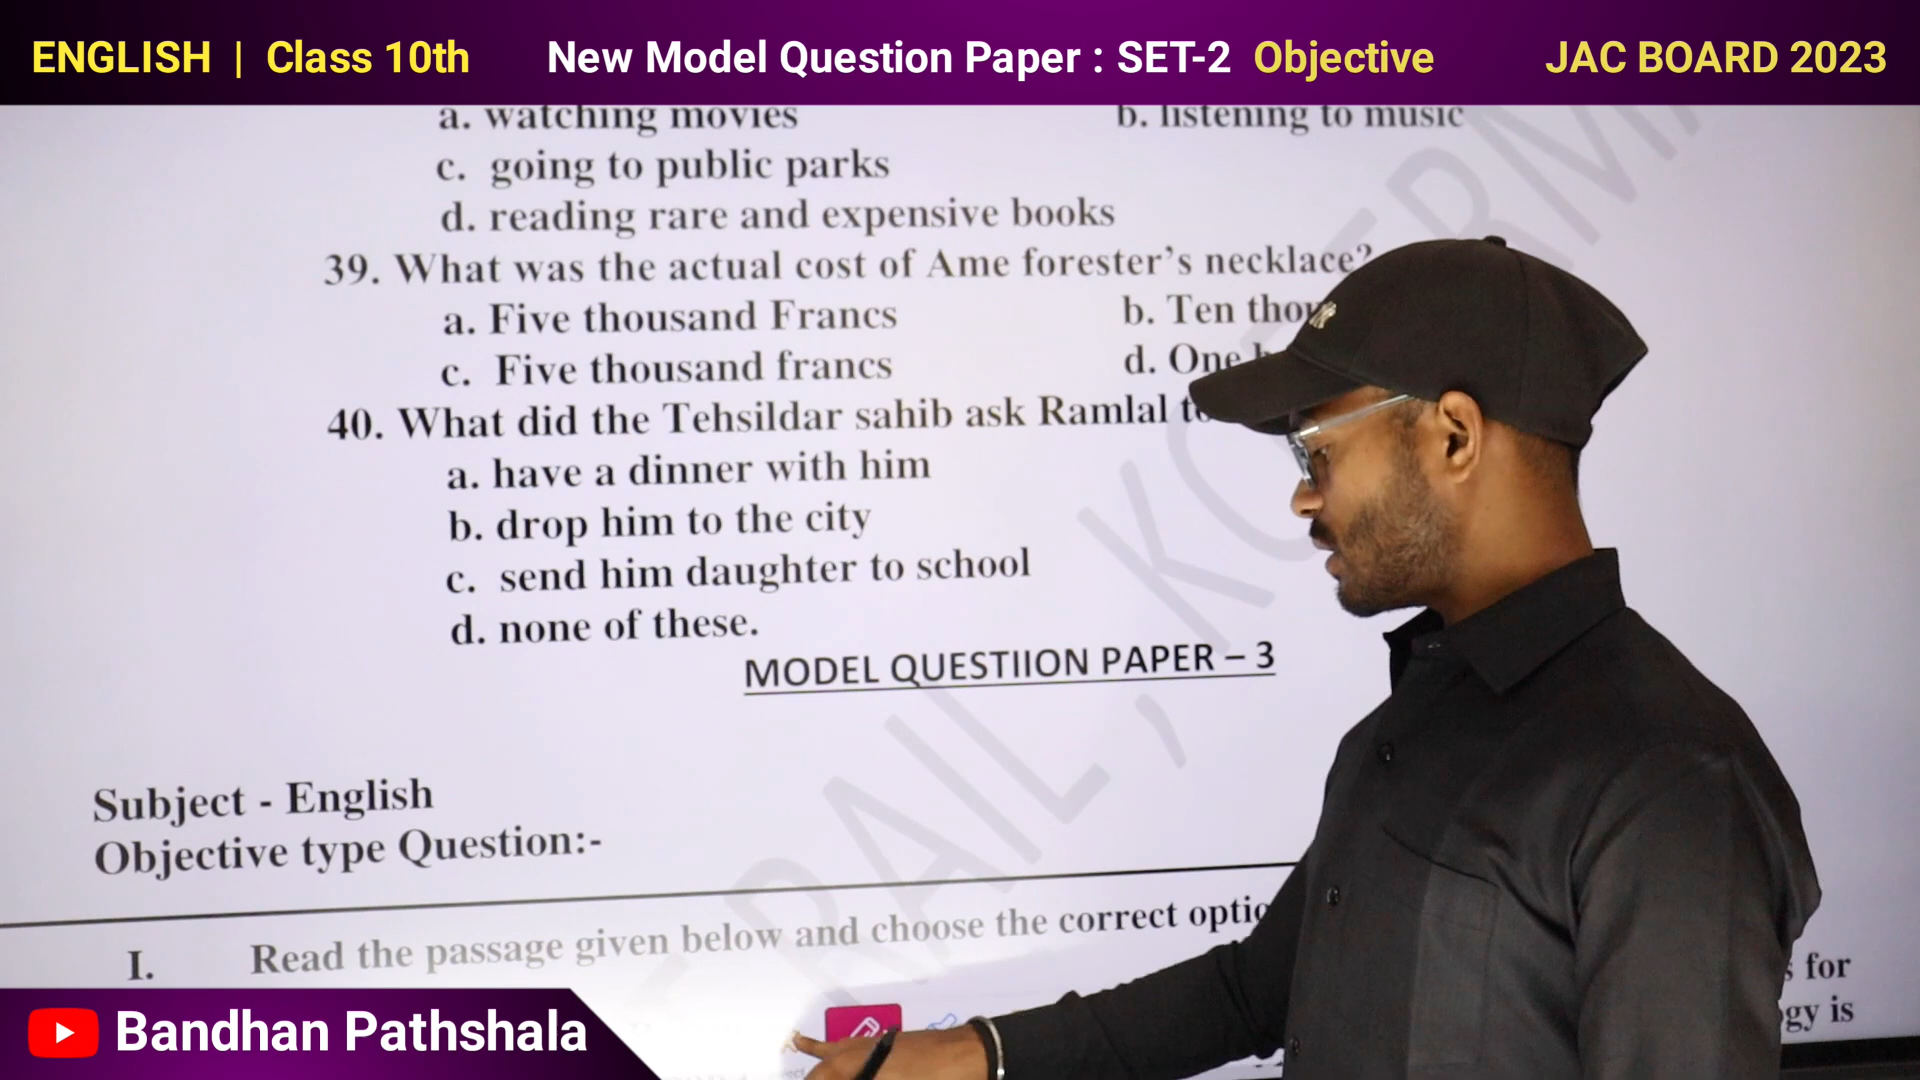 ENGLISH | Class 10th New Model Question Paper : SET-2 Objective JAC BOARD 2023
a. watching movies b. listening to music
c. going to public parks
d. reading rare and expensive books
39. What was the actual cost of Ame forester's necklace?
a. Five thousand Francs b. Ten
c. Five thousand francs d. One
40. What did the Tehsildar sahib ask Ramlal
a. have a dinner with him
b. drop him to the city
c. send him daughter to school
d. none of these.
MODEL QUESTIION PAPER – 3
Subject - English
Objective type Question:-
I. Read the passage given below and choose the correct
for
is
Bandhan Pathshala